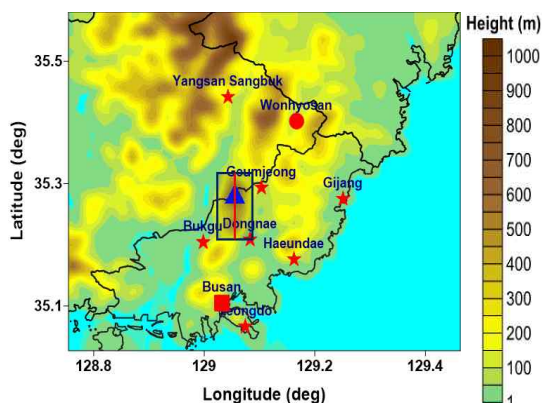 Height (m)
1000
900
800
700
600
500
400
300
200
100
1
35.5
35.3
35.1
Latitude (deg)
Yangsan Sangbuk
Wonhyosan
Geumjeong
Gijang
Bukgu
Dongnae
Haeundae
Busan
Yeongdo
128.8
129
129.2
129.4
Longitude (deg)